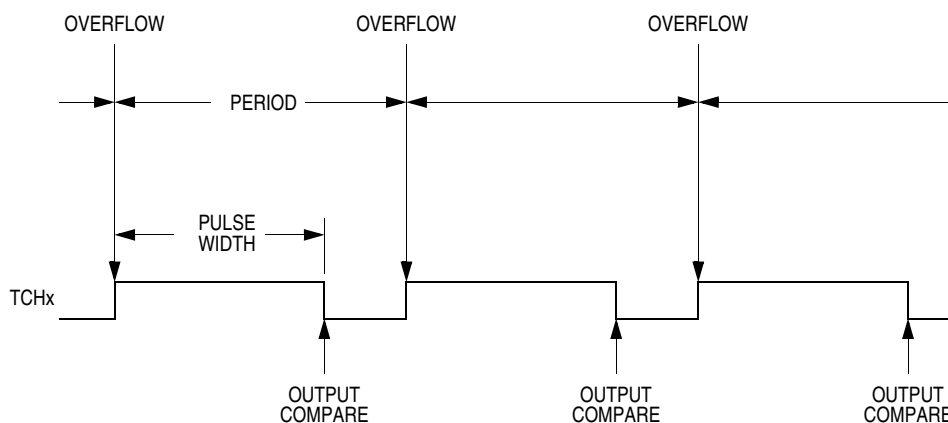 OVERFLOW
OVERFLOW
OVERFLOW
PERIOD
PULSE
WIDTH
TCHx
OUTPUT
COMPARE
OUTPUT
COMPARE
OUTPUT
COMPARE